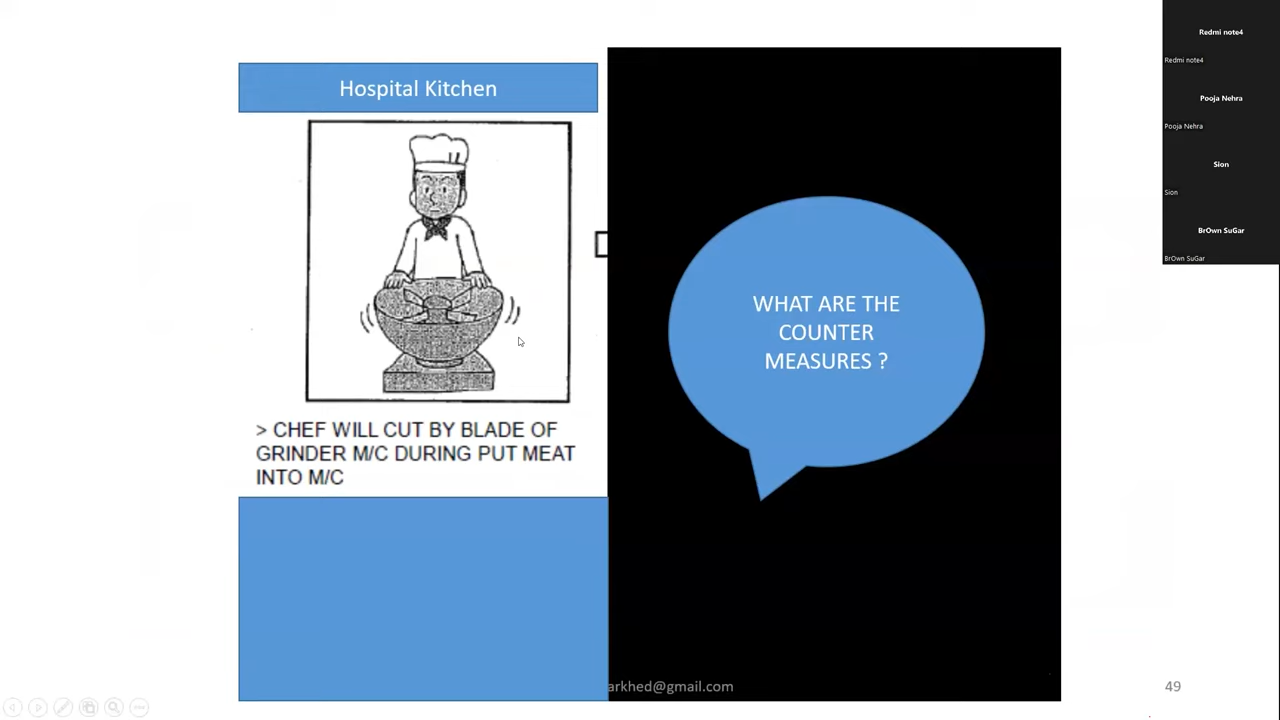 Hospital Kitchen
> CHEF WILL CUT BY BLADE OF
GRINDER M/C DURING PUT MEAT
INTO M/C
WHAT ARE THE
COUNTER
MEASURES ?
arkhed@gmail.com
49
Redmi note4
Redmi note4
Pooja Nehra
Pooja Nehra
Sion
Sion
BrOwn SuGar
BrOwn SuGar